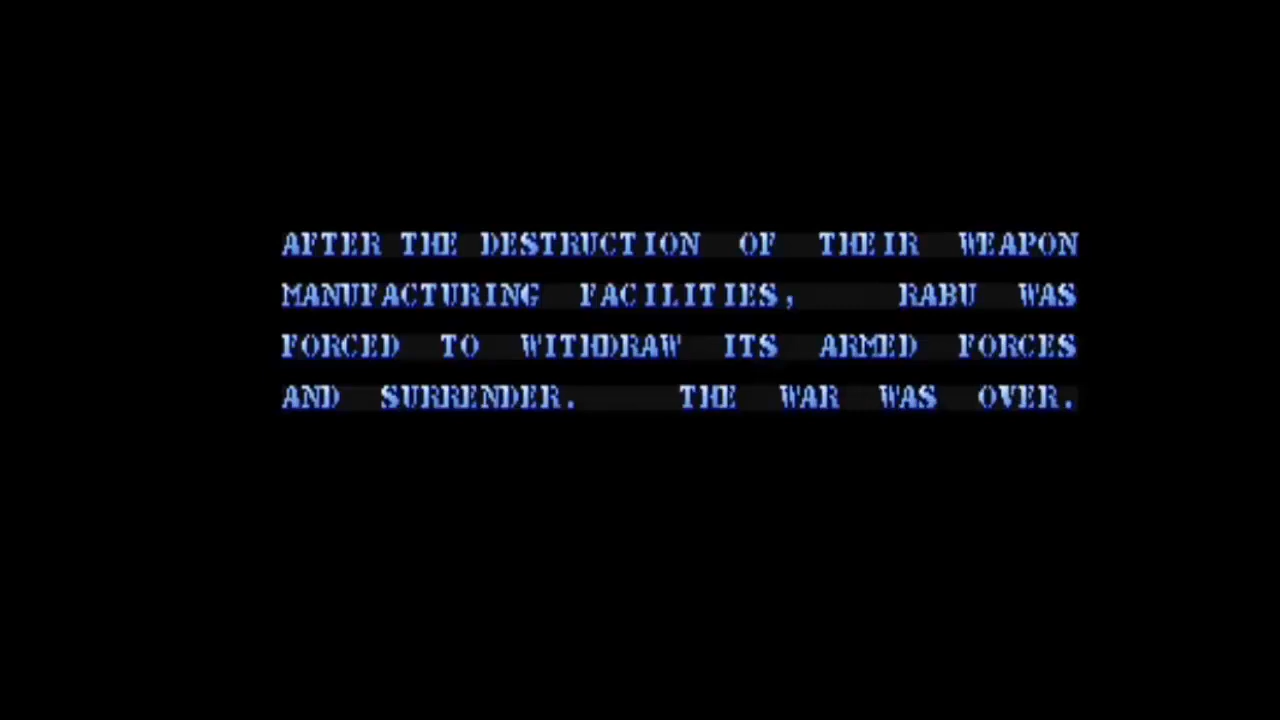 AFTER THE DESTRUCTION OF THEIR WEAPON
MANUFACTURING FACILITIES, RABU WAS
FORCED TO WITHDRAW ITS ARMED FORCES
AND SURRENDER. THE WAR WAS OVER.